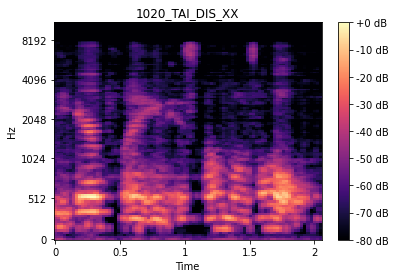 1020_TAI_DIS_XX
8192
4096
2048
1024
512
0
Hz
0
0.5
1
1.5
2
Time
+0 dB
-10 dB
-20 dB
-30 dB
-40 dB
-50 dB
-60 dB
-70 dB
-80 dB